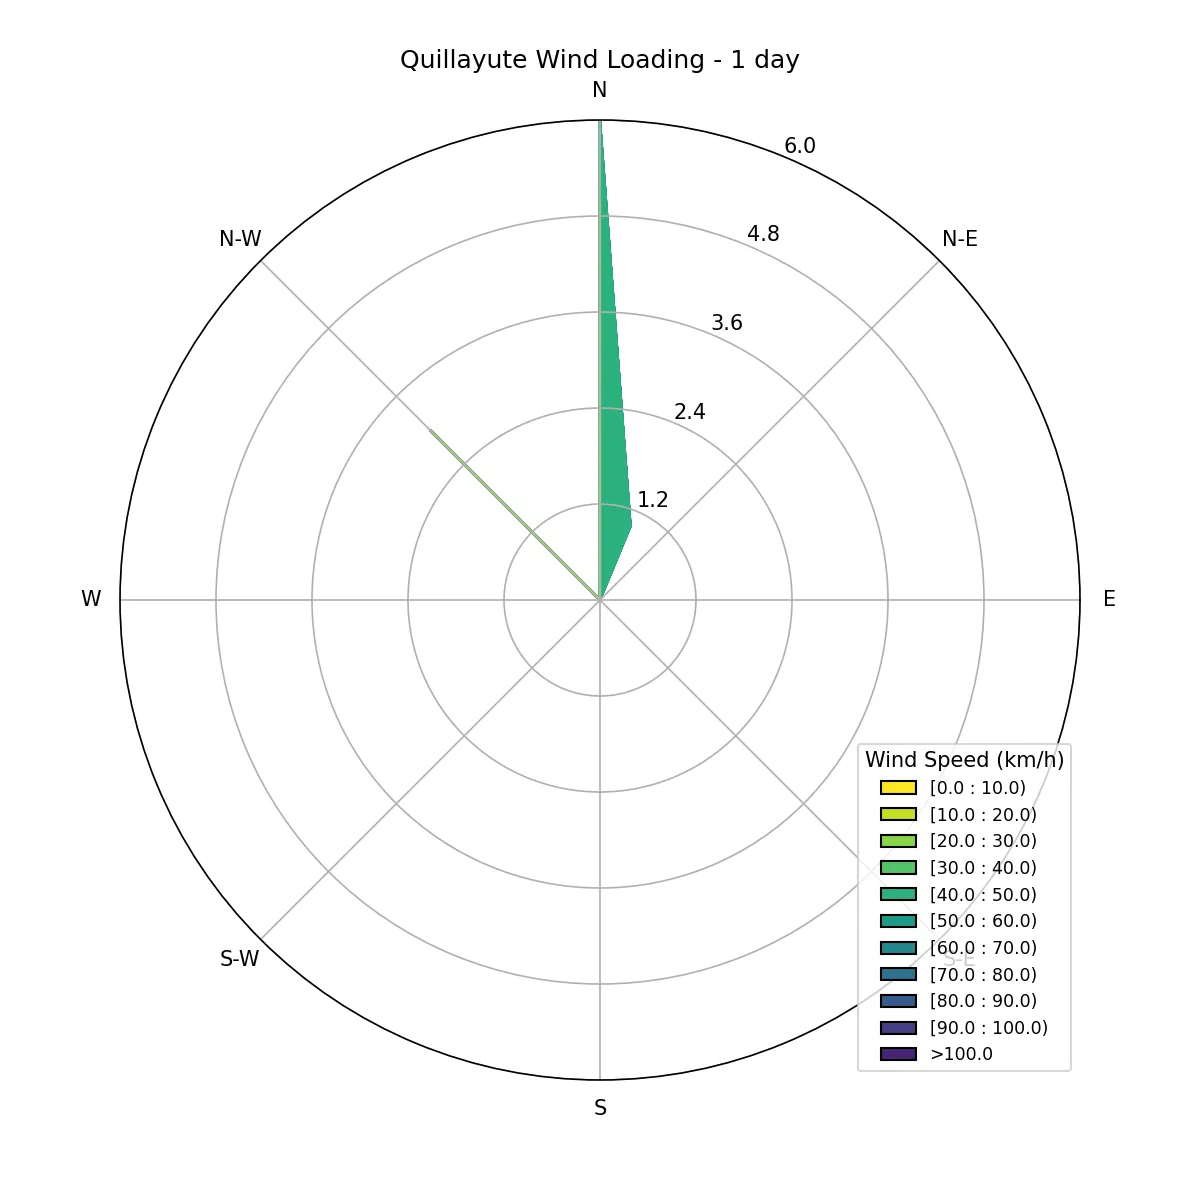 Quillayute Wind Loading - 1 day
N
6.0
N-W
4.8
N-E
3.6
2.4
1.2
W
E
Wind Speed (km/h)
[0.0 : 10.0)
[10.0 : 20.0)
[20.0 : 30.0)
[30.0 : 40.0)
[40.0 : 50.0)
[50.0 : 60.0)
[60.0 : 70.0)
[70.0 : 80.0)
[80.0 : 90.0)
[90.0 : 100.0)
>100.0
S-W
S-E
S